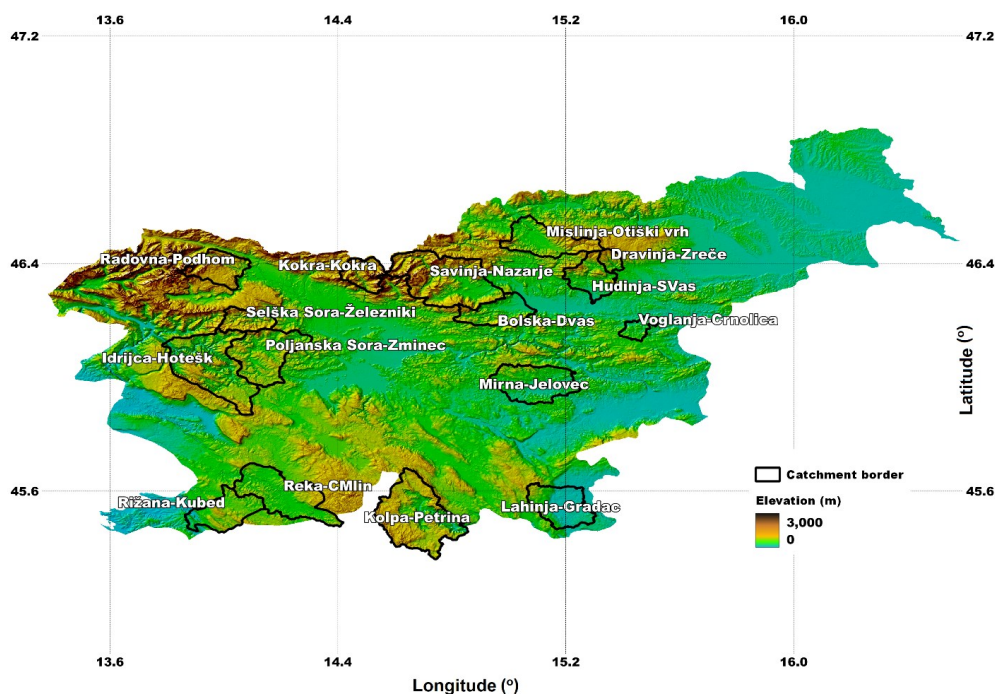 13.6
14.4
15.2
16.0
47.2
47.2
Mislinja-Otiški vrh
Radovna-Podhom
Kokra-Kokra
Dravinja-Zreče
46.4
46.4
Savinja-Nazarje
Hudinja-SVas
Selška Sora-Železniki
Bolska-Dvas
Voglanja-Crnolica
Poljanska Sora-Zminec
Idrijca-Hotešk
Mirna-Jelovec
Latitude (°)
Catchment border
Reka-CMlin
45.6
45.6
Rižana-Kubed
Kolpa-Petrina
Lahinja-Gradac
Elevation (m)
3,000
0
13.6
14.4
15.2
16.0
Longitude (°)